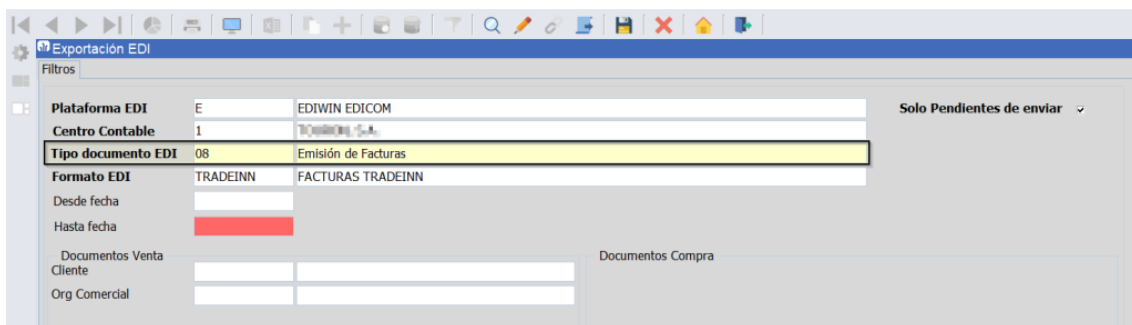 Exportación EDI
Filtros
Plataforma EDI E EDIWIN EDICOM Solo Pendientes de enviar
Centro Contable 1
Tipo documento EDI 08 Emisión de Facturas
Formato EDI TRADEINN FACTURAS TRADEINN
Desde fecha
Hasta fecha
Documentos Venta Documentos Compra
Cliente
Org Comercial